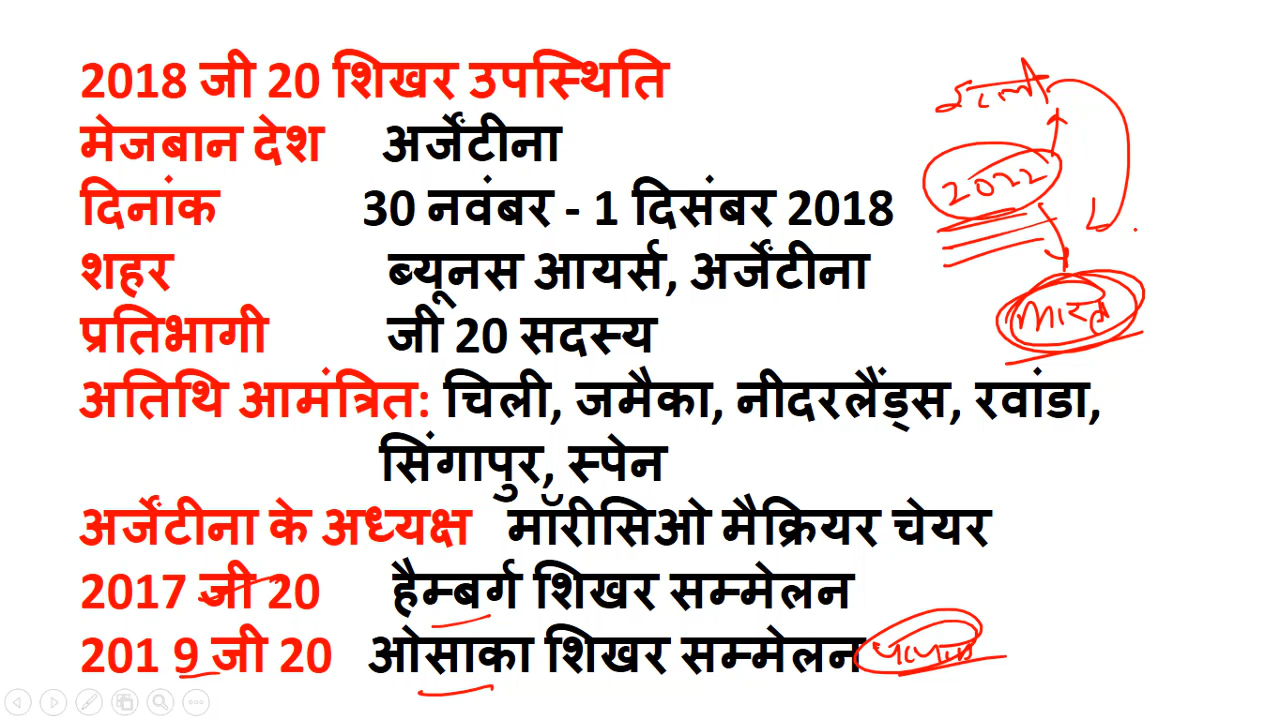 2018 जी 20 शिखर उपस्थिति
मेजबान देश अर्जेंटीना
दिनांक 30 नवंबर - 1 दिसंबर 2018
शहर ब्यूनस आयर्स, अर्जेंटीना
प्रतिभागी जी 20 सदस्य
अतिथि आमंत्रित: चिली, जमैका, नीदरलैंड्स, रवांडा,
सिंगापुर, स्पेन
अर्जेंटीना के अध्यक्ष मॉरीसिओ मैक्रियर चेयर
2017 जी 20 हैम्बर्ग शिखर सम्मेलन
201 9 जी 20 ओसाका शिखर सम्मेलन
इटली
2022
भारत
जापान